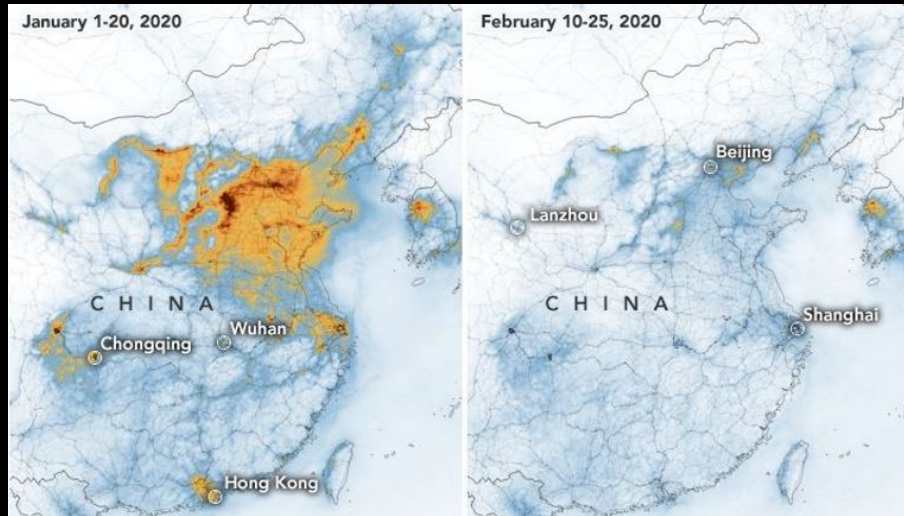 January 1-20, 2020
CHINA
Wuhan
Chongqing
Hong Kong
February 10-25, 2020
Beijing
Lanzhou
CHINA
Shanghai